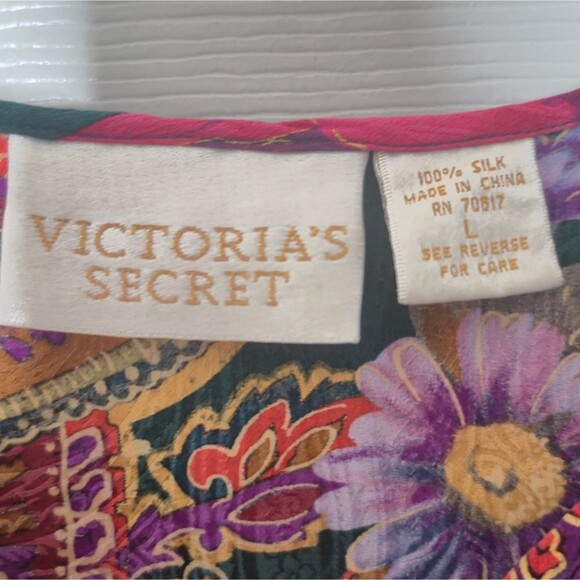 VICTORIA'S
SECRET
100% SILK
MADE IN CHINA
RN 70817
L
SEE REVERSE
FOR CARE